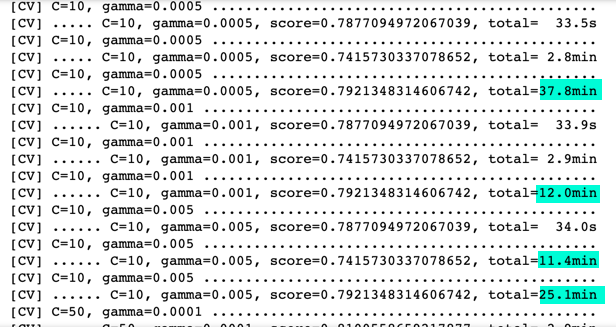 [CV] C=10, gamma=0.0005 ................................................
[CV] ..... C=10, gamma=0.0005, score=0.7877094972067039, total=  33.5s
[CV] C=10, gamma=0.0005 ................................................
[CV] ..... C=10, gamma=0.0005, score=0.7415730337078652, total= 2.8min
[CV] C=10, gamma=0.0005 ................................................
[CV] ..... C=10, gamma=0.0005, score=0.7921348314606742, total=37.8min
[CV] C=10, gamma=0.001 .................................................
[CV] ...... C=10, gamma=0.001, score=0.7877094972067039, total=  33.9s
[CV] C=10, gamma=0.001 .................................................
[CV] ...... C=10, gamma=0.001, score=0.7415730337078652, total= 2.9min
[CV] C=10, gamma=0.001 .................................................
[CV] ...... C=10, gamma=0.001, score=0.7921348314606742, total=12.0min
[CV] C=10, gamma=0.005 .................................................
[CV] ...... C=10, gamma=0.005, score=0.7877094972067039, total=  34.0s
[CV] C=10, gamma=0.005 .................................................
[CV] ...... C=10, gamma=0.005, score=0.7415730337078652, total=11.4min
[CV] C=10, gamma=0.005 .................................................
[CV] ...... C=10, gamma=0.005, score=0.7921348314606742, total=25.1min
[CV] C=50, gamma=0.0001 ................................................